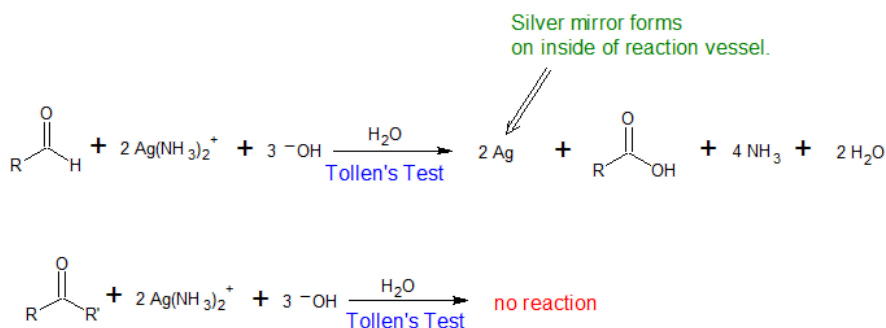 Silver mirror forms
on inside of reaction vessel.
R O H + 2 Ag(NH₃)₂⁺ + 3 ⁻OH H₂O Tollen's Test 2 Ag + R O OH + 4 NH₃ + 2 H₂O
R O R' + 2 Ag(NH₃)₂⁺ + 3 ⁻OH H₂O Tollen's Test no reaction